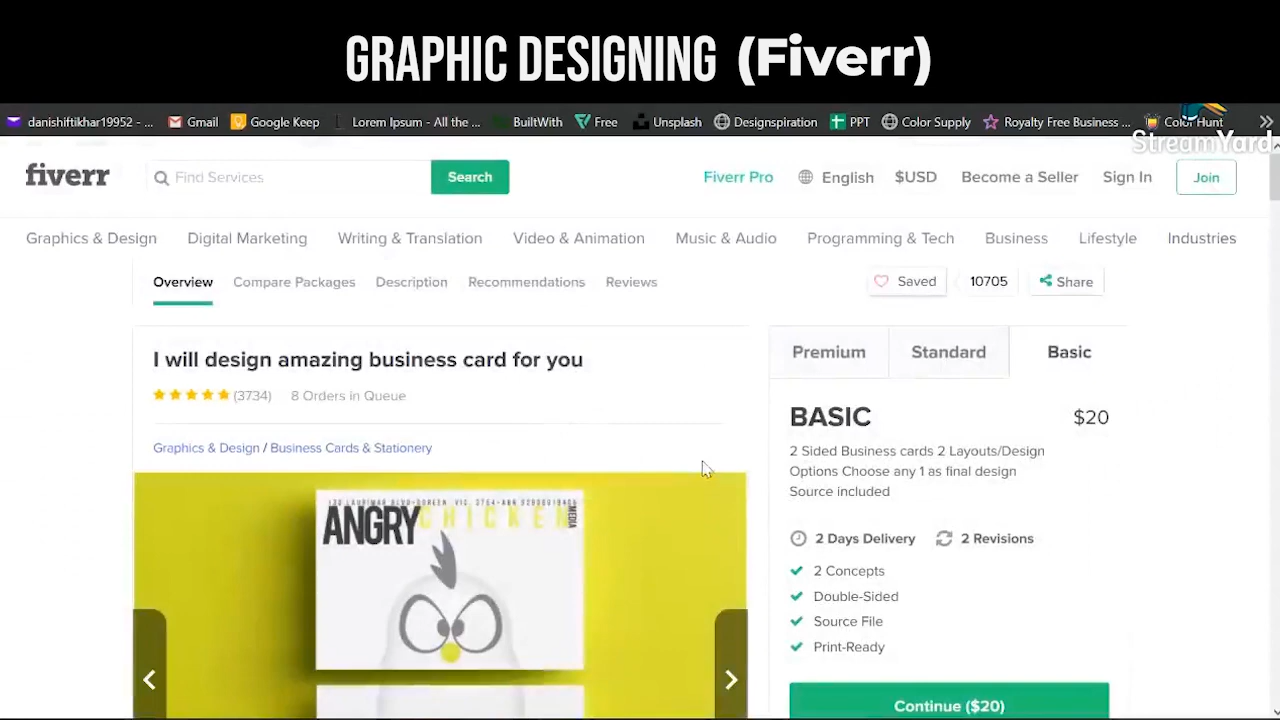 GRAPHIC DESIGNING (Fiverr)
danishiftikhar19952 - ... Gmail Google Keep Lorem Ipsum - All the ... BuiltWith Free Unsplash Designspiration PPT Color Supply Royalty Free Business ... Color Hunt
StreamYard
fiverr Find Services Search Fiverr Pro English $USD Become a Seller Sign In Join
Graphics & Design Digital Marketing Writing & Translation Video & Animation Music & Audio Programming & Tech Business Lifestyle Industries
Overview Compare Packages Description Recommendations Reviews Saved 10705 Share
I will design amazing business card for you
(3734) 8 Orders in Queue
Graphics & Design / Business Cards & Stationery
Premium Standard Basic
BASIC $20
2 Sided Business cards 2 Layouts/Design
Options Choose any 1 as final design
Source included
2 Days Delivery 2 Revisions
2 Concepts
Double-Sided
Source File
Print-Ready
Continue ($20)
ANGRY CHICKEN MEDIA